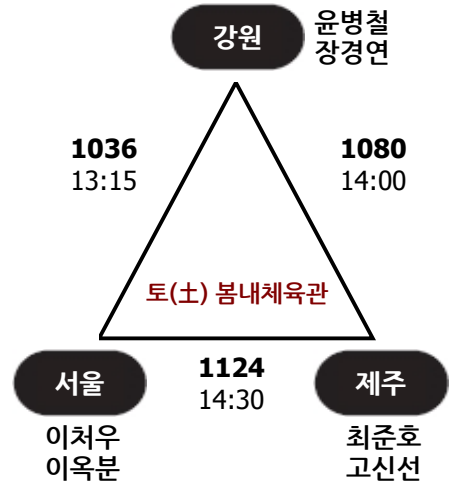 강원
윤병철
장경연
1036
13:15
1080
14:00
토(土) 봄내체육관
서울
1124
14:30
제주
이처우
이옥분
최준호
고신선